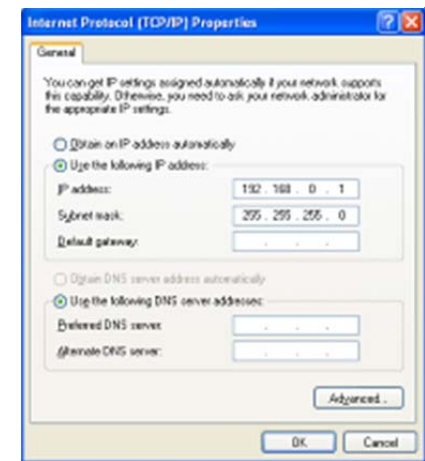 Internet Protocol (TCP/IP) Properties
General
You can get IP settings assigned automatically if your network supports
this capability. Otherwise, you need to ask your network administrator for
the appropriate IP settings.
Obtain an IP address automatically
Use the following IP address:
IP address: 192 . 168 . 0 . 1
Subnet mask: 255 . 255 . 255 . 0
Default gateway: . . .
Obtain DNS server address automatically
Use the following DNS server addresses:
Preferred DNS server: . . .
Alternate DNS server: . . .
Advanced...
OK Cancel